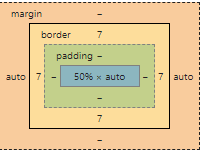 margin –
border 7
padding –
auto 7 – 50% × auto – 7 auto
–
7
–